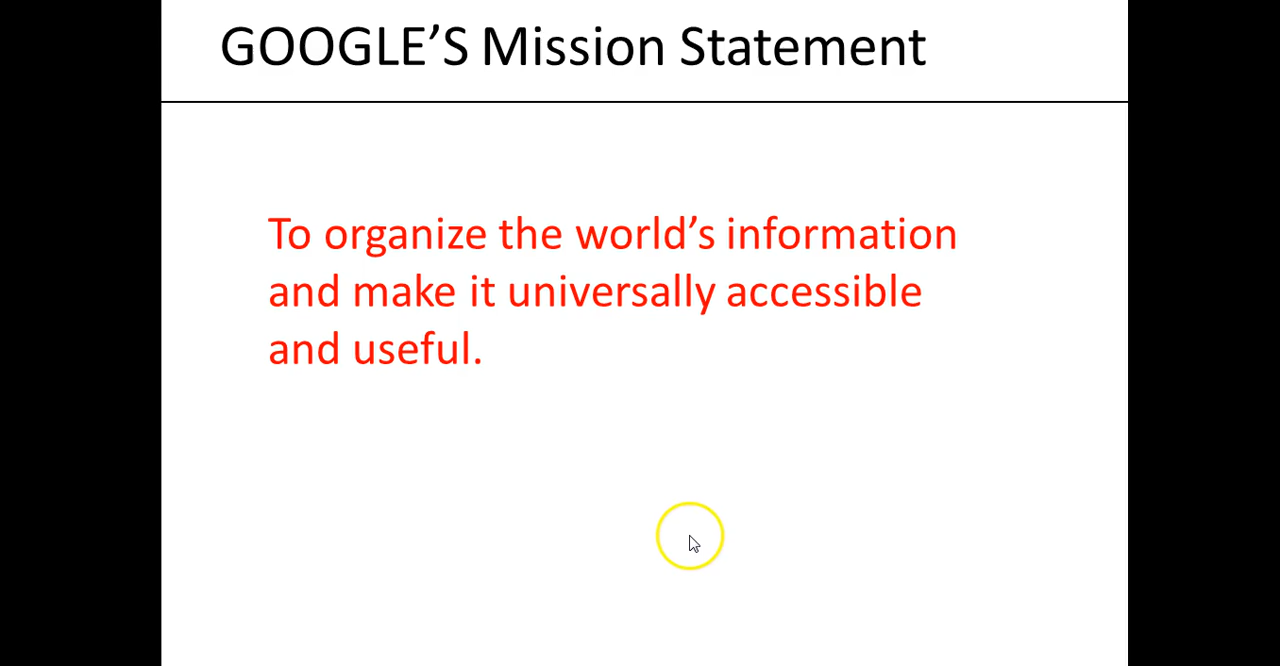 GOOGLE’S Mission Statement
To organize the world’s information
and make it universally accessible
and useful.